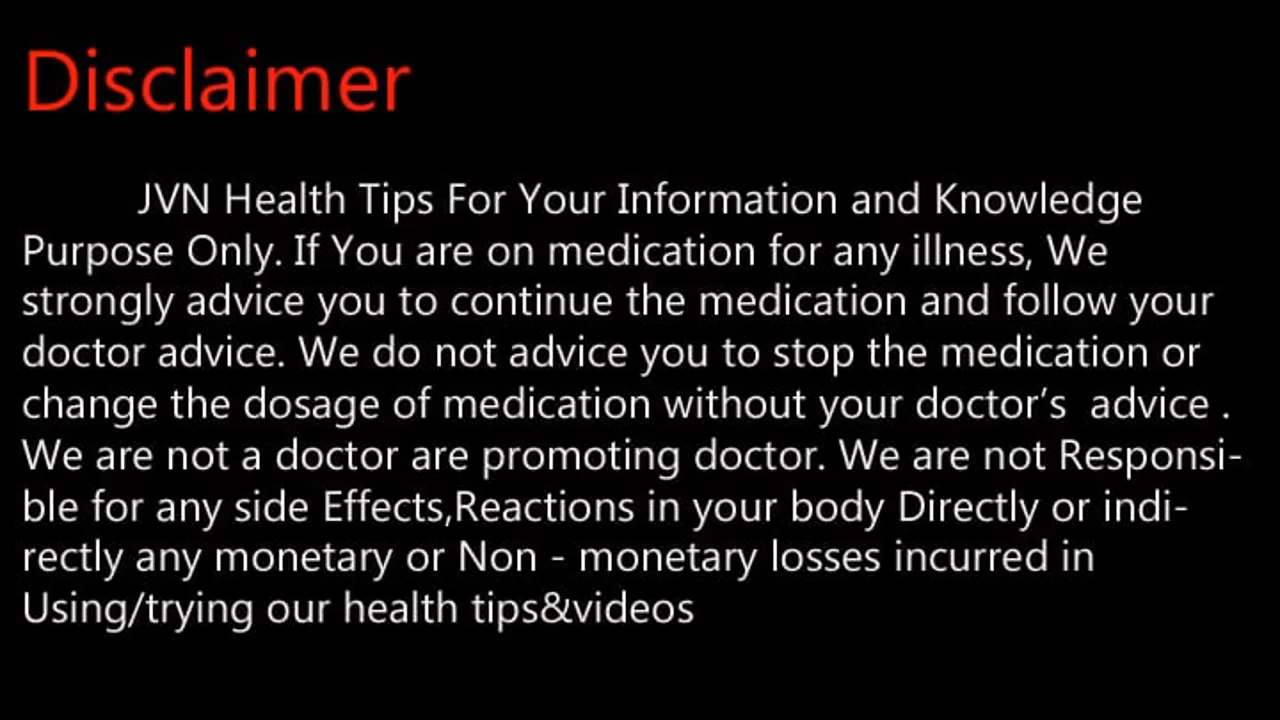 Disclaimer
JVN Health Tips For Your Information and Knowledge
Purpose Only. If You are on medication for any illness, We
strongly advice you to continue the medication and follow your
doctor advice. We do not advice you to stop the medication or
change the dosage of medication without your doctor’s  advice .
We are not a doctor are promoting doctor. We are not Responsi-
ble for any side Effects,Reactions in your body Directly or indi-
rectly any monetary or Non - monetary losses incurred in
Using/trying our health tips&videos